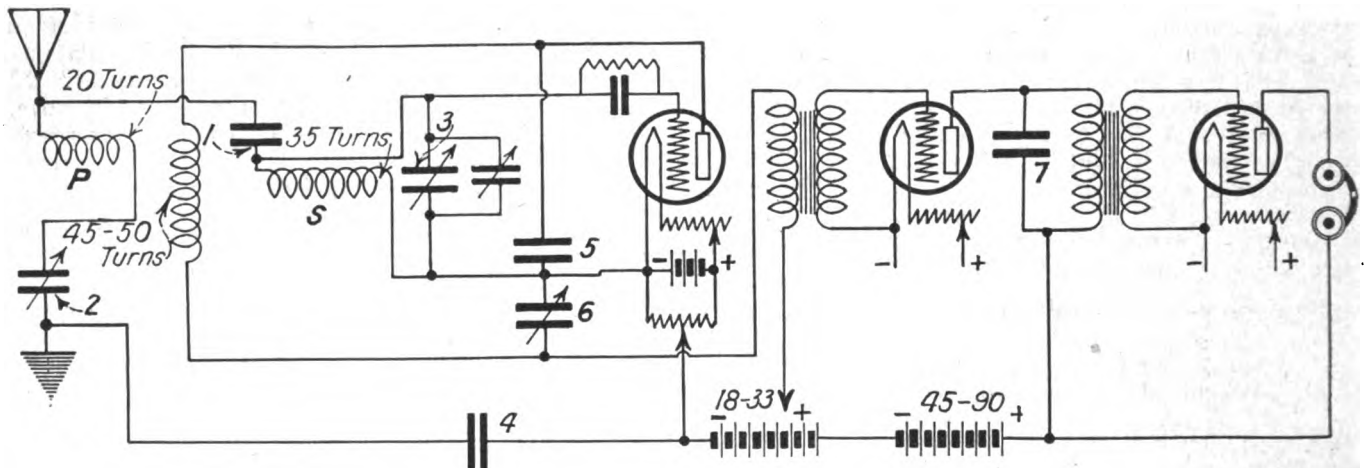 20 Turns
P
1
35 Turns
S
3
45-50
Turns
2
5
6
- +
7
- +
- +
4
- 18-33 +
- 45-90 +